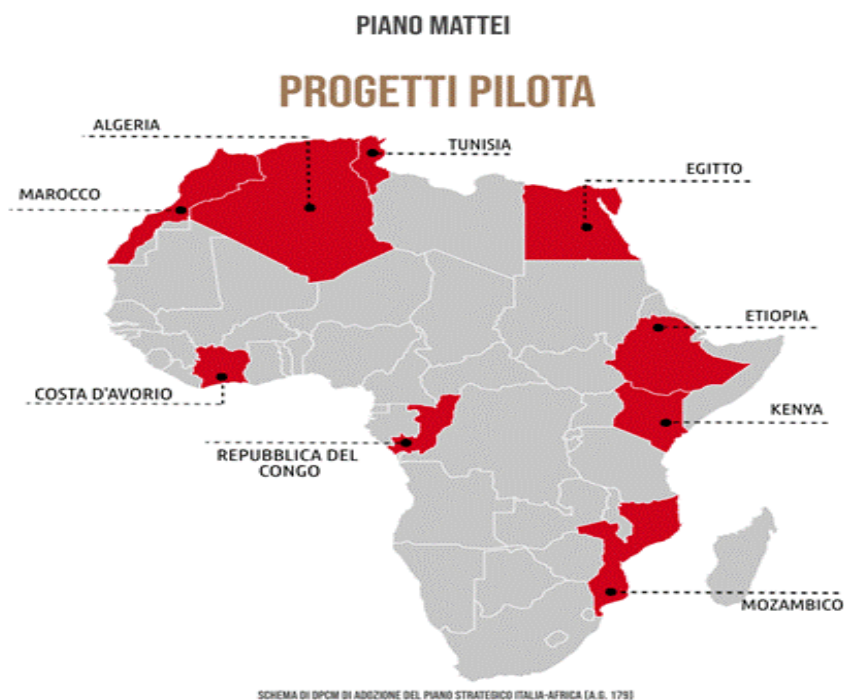 PIANO MATTEI
PROGETTI PILOTA
ALGERIA
TUNISIA
EGITTO
MAROCCO
ETIOPIA
COSTA D'AVORIO
KENYA
REPUBBLICA DEL
CONGO
MOZAMBICO
SCHEMA DI DPCM DI ADOZIONE DEL PIANO STRATEGICO ITALIA-AFRICA (A.G. 179)